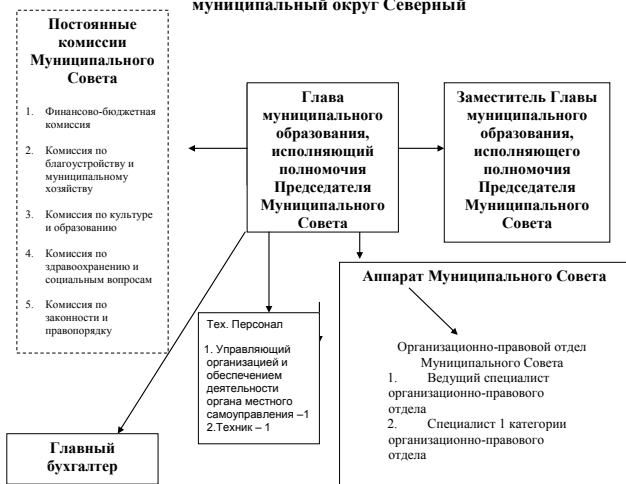 муниципальный округ Северный
Постоянные
комиссии
Муниципального
Совета
1. Финансово-бюджетная
комиссия
2. Комиссия по
благоустройству и
муниципальному
хозяйству
3. Комиссия по культуре
и образованию
4. Комиссия по
здравоохранению и
социальным вопросам
5. Комиссия по
законности и
правопорядку
Глава
муниципального
образования,
исполняющий
полномочия
Председателя
Муниципального
Совета
Заместитель Главы
муниципального
образования,
исполняющего
полномочия
Председателя
Муниципального
Совета
Тех. Персонал
1. Управляющий
организацией и
обеспечением
деятельности
органа местного
самоуправления –1
2.Техник – 1
Аппарат Муниципального Совета
Организационно-правовой отдел
Муниципального Совета
1. Ведущий специалист
организационно-правового
отдела
2. Специалист 1 категории
организационно-правового
отдела
Главный
бухгалтер